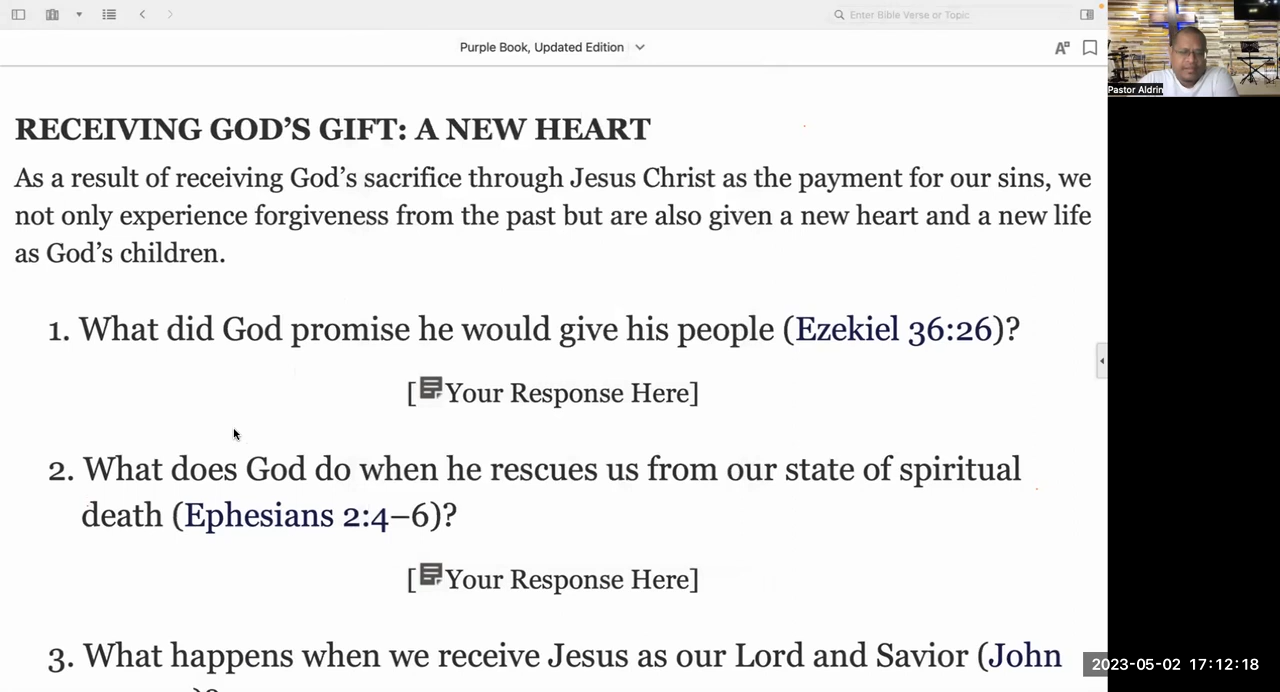 Enter Bible Verse or Topic
Purple Book, Updated Edition
Pastor Aldrin
RECEIVING GOD’S GIFT: A NEW HEART
As a result of receiving God’s sacrifice through Jesus Christ as the payment for our sins, we
not only experience forgiveness from the past but are also given a new heart and a new life
as God’s children.
1. What did God promise he would give his people (Ezekiel 36:26)?
[Your Response Here]
2. What does God do when he rescues us from our state of spiritual
death (Ephesians 2:4–6)?
[Your Response Here]
3. What happens when we receive Jesus as our Lord and Savior (John
2023-05-02 17:12:18